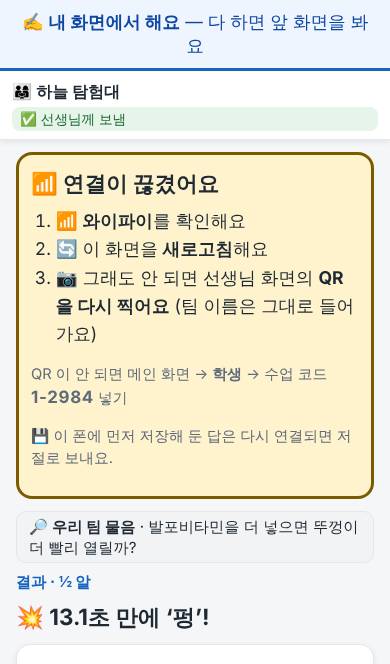 ✍️ 내 화면에서 해요 — 다 하면 앞 화면을 봐
요
👨‍👩‍👧 하늘 탐험대
✅ 선생님께 보냄
📶 연결이 끊겼어요
1. 📶 와이파이를 확인해요
2. 🔄 이 화면을 새로고침해요
3. 📷 그래도 안 되면 선생님 화면의 QR
을 다시 찍어요 (팀 이름은 그대로 들어
가요)
QR 이 안 되면 메인 화면 → 학생 → 수업 코드
1-2984 넣기
💾 이 폰에 먼저 저장해 둔 답은 다시 연결되면 저
절로 보내요.
🔎 우리 팀 물음 · 발포비타민을 더 넣으면 뚜껑이
더 빨리 열릴까?
결과 · ½ 알
💥 13.1초 만에 ‘펑’!